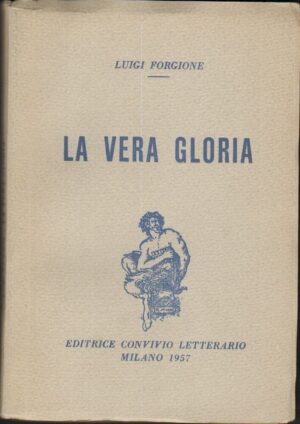 LUIGI FORGIONE
LA VERA GLORIA
EDITRICE CONVIVIO LETTERARIO
MILANO 1957